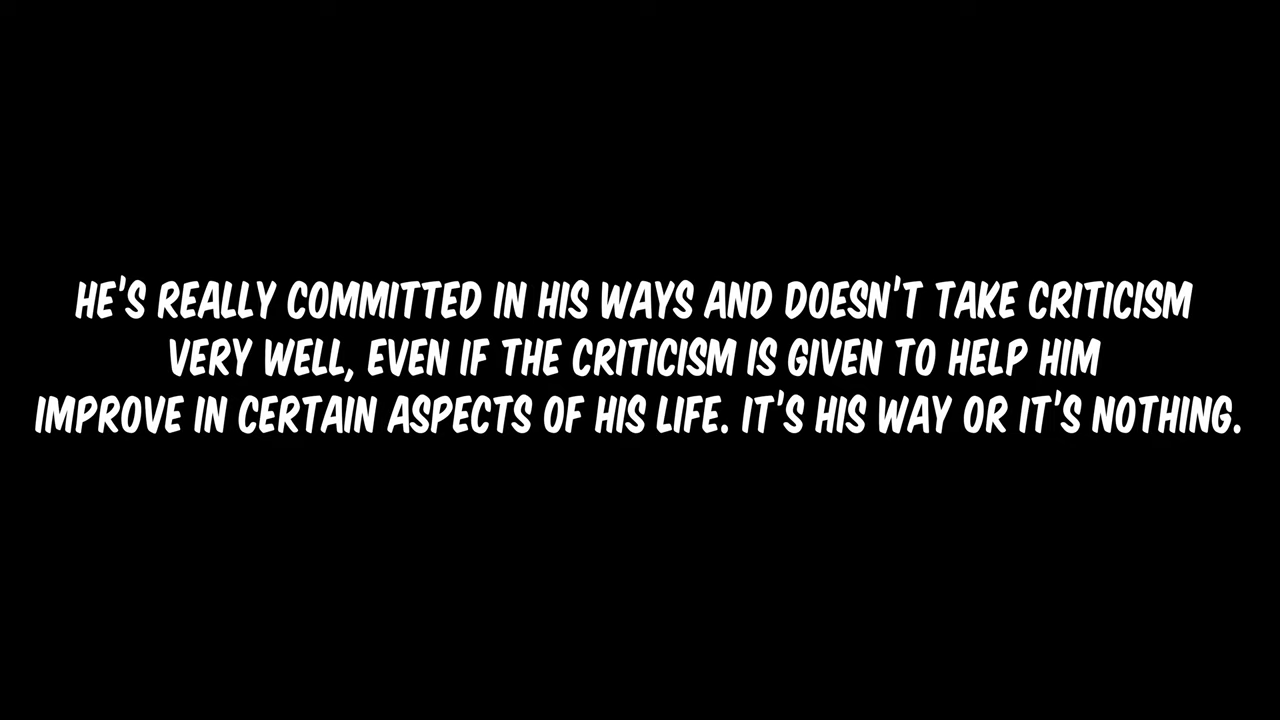 HE'S REALLY COMMITTED IN HIS WAYS AND DOESN'T TAKE CRITICISM
VERY WELL, EVEN IF THE CRITICISM IS GIVEN TO HELP HIM
IMPROVE IN CERTAIN ASPECTS OF HIS LIFE. IT'S HIS WAY OR IT'S NOTHING.